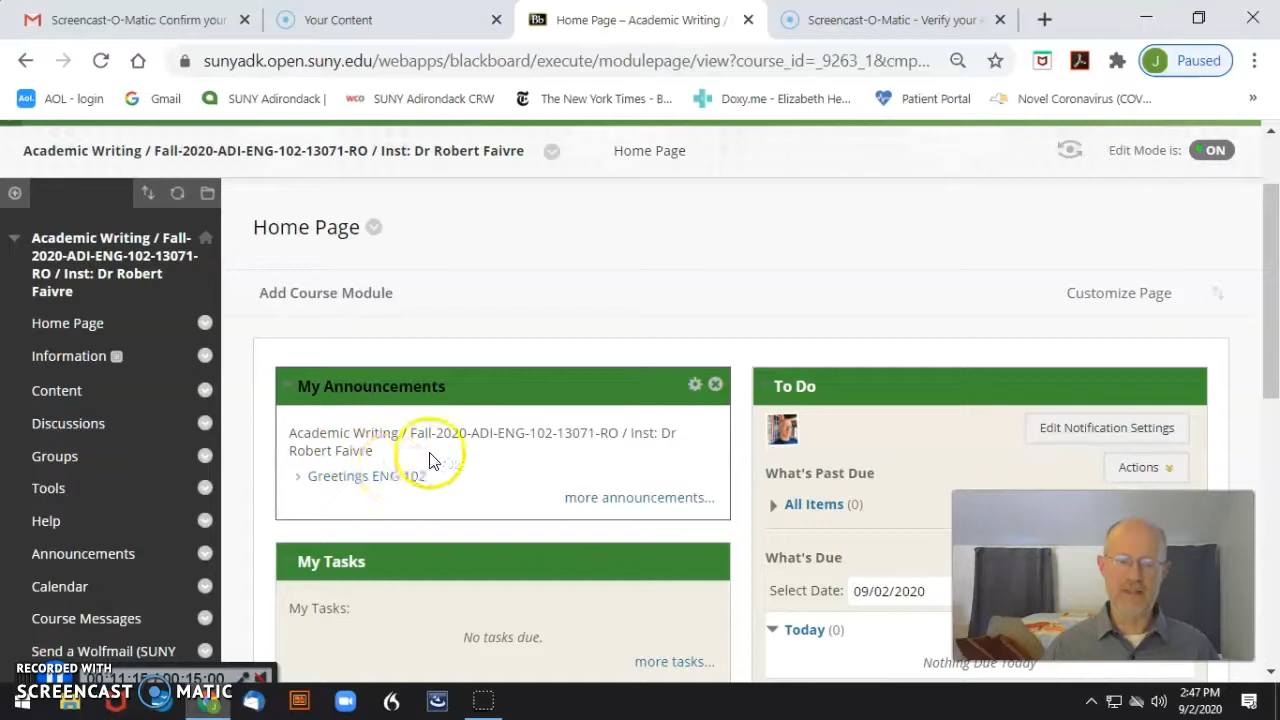 Screencast-O-Matic: Confirm your
Your Content
Bb Home Page – Academic Writing /
Screencast-O-Matic - Verify your
sunyadk.open.suny.edu/webapps/blackboard/execute/modulepage/view?course_id=_9263_1&cmp...
J Paused
Aol. AOL - login
Gmail
SUNY Adirondack |
wco SUNY Adirondack CRW
The New York Times - B...
Doxy.me - Elizabeth He...
Patient Portal
Novel Coronavirus (COV...
»
Academic Writing / Fall-2020-ADI-ENG-102-13071-RO / Inst: Dr Robert Faivre
Home Page
Edit Mode is: ON
Academic Writing / Fall-
2020-ADI-ENG-102-13071-
RO / Inst: Dr Robert
Faivre
Home Page
Information
Content
Discussions
Groups
Tools
Help
Announcements
Calendar
Course Messages
Send a Wolfmail (SUNY
Home Page
Add Course Module
Customize Page
My Announcements
Academic Writing / Fall-2020-ADI-ENG-102-13071-RO / Inst: Dr
Robert Faivre
Greetings ENG 102
more announcements...
My Tasks
My Tasks:
No tasks due.
more tasks...
To Do
Edit Notification Settings
What's Past Due
Actions
All Items (0)
What's Due
Select Date: 09/02/2020
Today (0)
Nothing Due Today
RECORDED WITH
SCREENCAST-O-MATIC
2:47 PM
9/2/2020